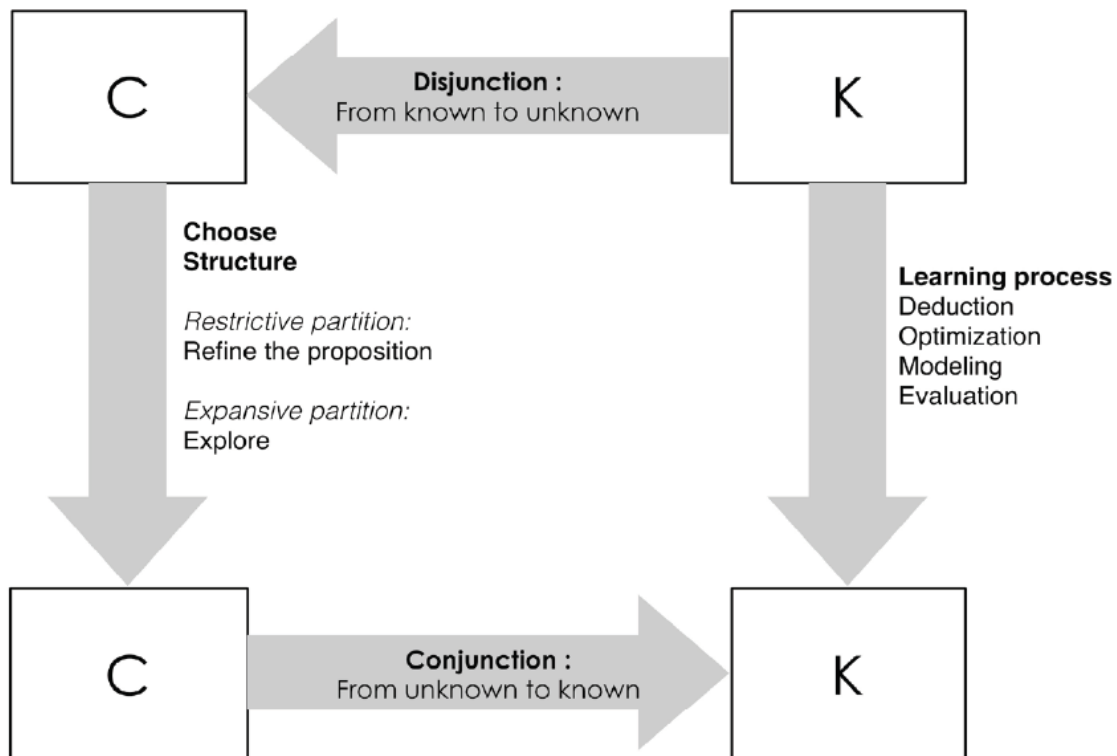 C
Disjunction :
From known to unknown
K
Choose
Structure
Restrictive partition:
Refine the proposition
Expansive partition:
Explore
Learning process
Deduction
Optimization
Modeling
Evaluation
C
Conjunction :
From unknown to known
K